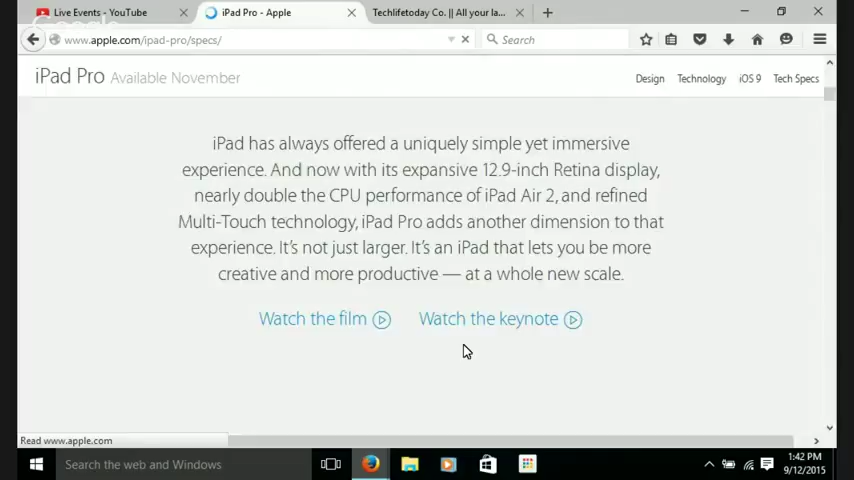 Live Events - YouTube
iPad Pro - Apple
Techlifetoday Co. || All your la...
Google
www.apple.com/ipad-pro/specs/
Search
iPad Pro Available November
Design Technology iOS 9 Tech Specs
iPad has always offered a uniquely simple yet immersive
experience. And now with its expansive 12.9-inch Retina display,
nearly double the CPU performance of iPad Air 2, and refined
Multi-Touch technology, iPad Pro adds another dimension to that
experience. It's not just larger. It's an iPad that lets you be more
creative and more productive — at a whole new scale.
Watch the film
Watch the keynote
Read www.apple.com
Search the web and Windows
1:42 PM
9/12/2015